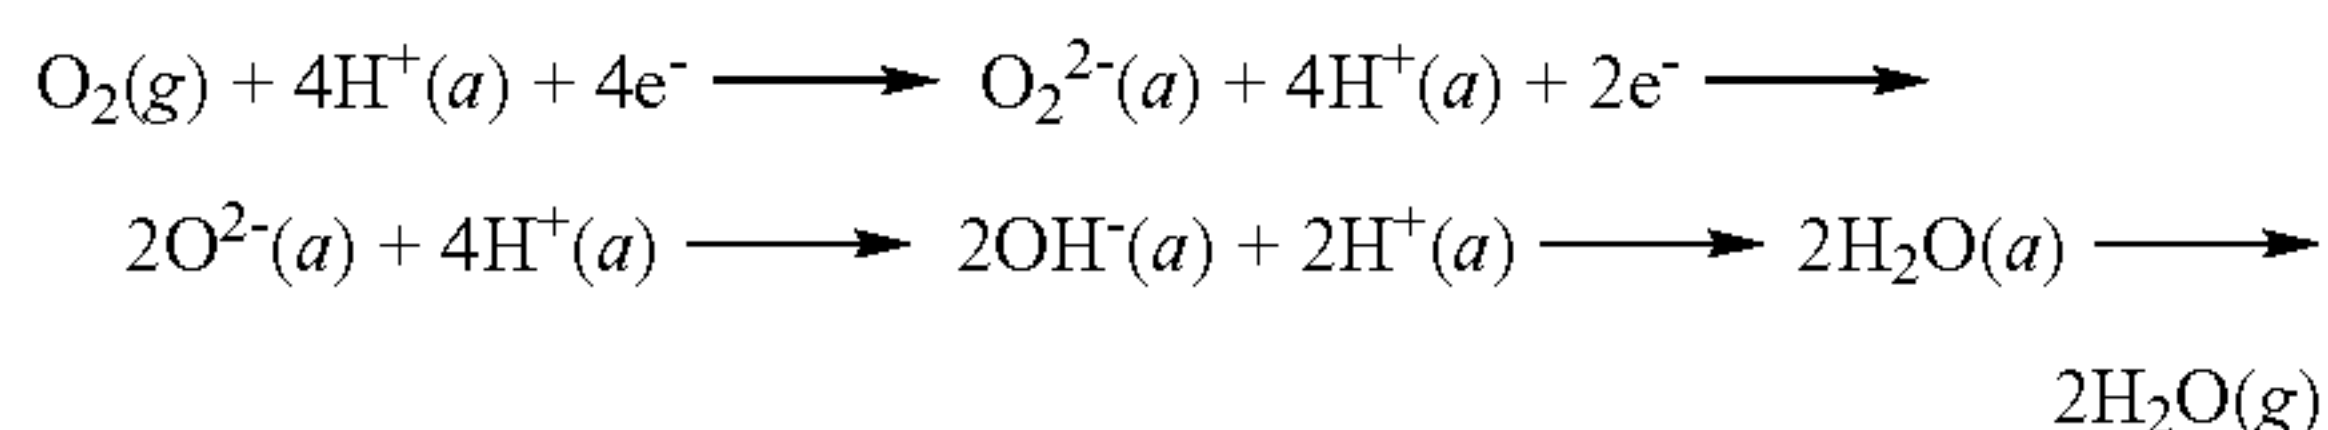 O₂(g) + 4H⁺(a) + 4e⁻ ⟶ O₂²⁻(a) + 4H⁺(a) + 2e⁻ ⟶
2O²⁻(a) + 4H⁺(a) ⟶ 2OH⁻(a) + 2H⁺(a) ⟶ 2H₂O(a) ⟶
2H₂O(g)